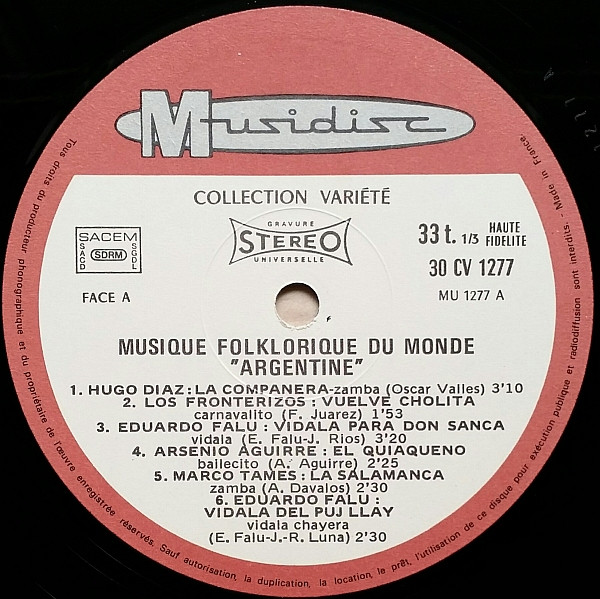 Musidisc
COLLECTION VARIÉTÉ
GRAVURE
STEREO
UNIVERSELLE
SACEM
SACD
SDRM
SGDL
33 t. 1/3
HAUTE
FIDELITE
30 CV 1277
FACE A
MU 1277 A
MUSIQUE FOLKLORIQUE DU MONDE
"ARGENTINE"
1. HUGO DIAZ : LA COMPANERA-zamba (Oscar Valles) 3'10
2. LOS FRONTERIZOS : VUELVE CHOLITA
carnavalito (F. Juarez) 1'53
3. EDUARDO FALU : VIDALA PARA DON SANCA
vidala (E. Falu-J. Rios) 3'20
4. ARSENIO AGUIRRE : EL QUIAQUENO
bailecito (A. Aguirre) 2'25
5. MARCO TAMES : LA SALAMANCA
zamba (A. Davalos) 2'30
6. EDUARDO FALU :
VIDALA DEL PUJ LLAY
vidala chayera
(E. Falu-J.-R. Luna) 2'30
Tous droits du producteur phonographique et du propriétaire de l'œuvre enregistrée réservés. Sauf autorisation, la duplication, la location, le prêt, l'utilisation de ce disque pour exécution publique et radiodiffusion sont interdits. - Made in France.